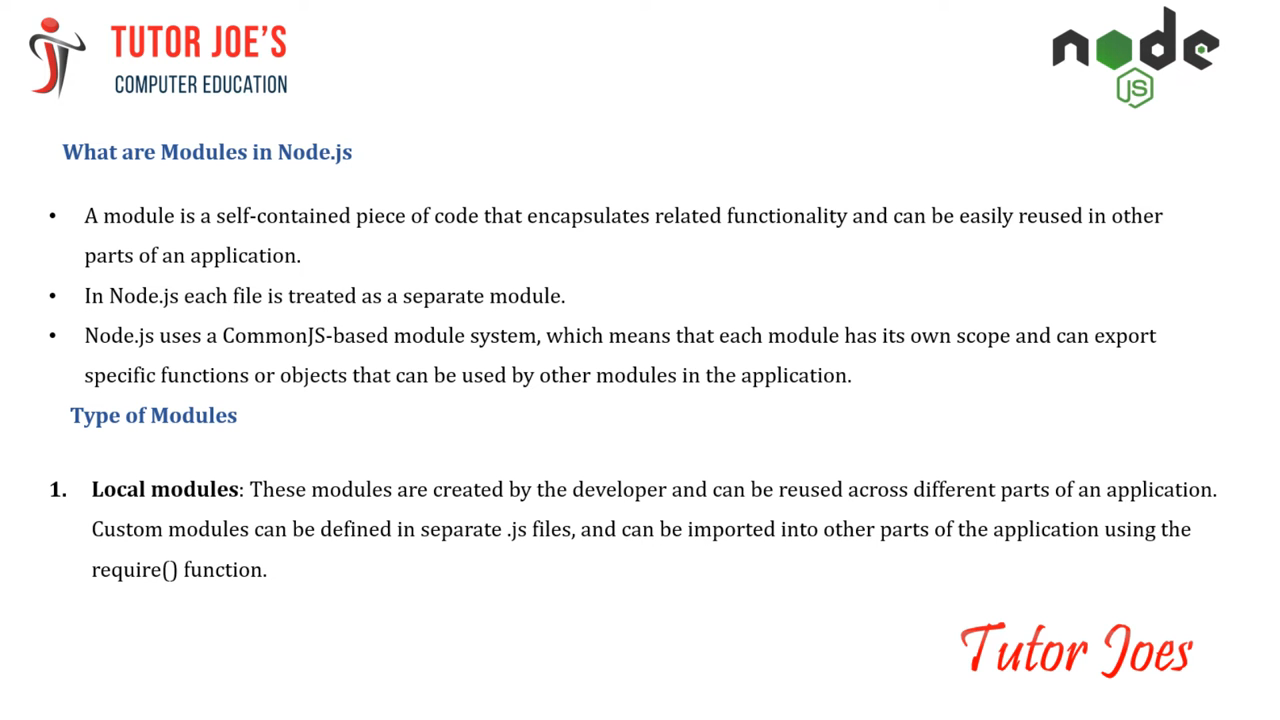 TUTOR JOE'S
COMPUTER EDUCATION
node
JS
What are Modules in Node.js
• A module is a self-contained piece of code that encapsulates related functionality and can be easily reused in other
parts of an application.
• In Node.js each file is treated as a separate module.
• Node.js uses a CommonJS-based module system, which means that each module has its own scope and can export
specific functions or objects that can be used by other modules in the application.
Type of Modules
1. Local modules: These modules are created by the developer and can be reused across different parts of an application.
Custom modules can be defined in separate .js files, and can be imported into other parts of the application using the
require() function.
Tutor Joes